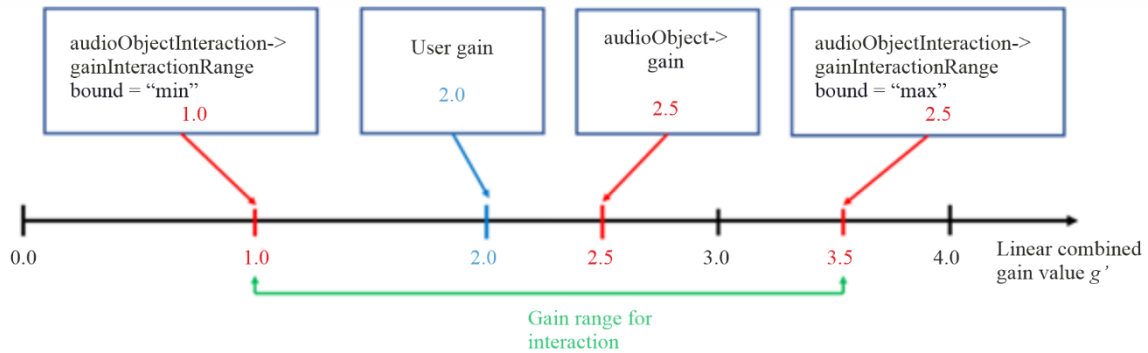 audioObjectInteraction->
gainInteractionRange
bound = “min”
1.0
User gain
2.0
audioObject->
gain
2.5
audioObjectInteraction->
gainInteractionRange
bound = “max”
2.5
0.0
1.0
2.0
2.5
3.0
3.5
4.0
Linear combined
gain value g’
Gain range for
interaction